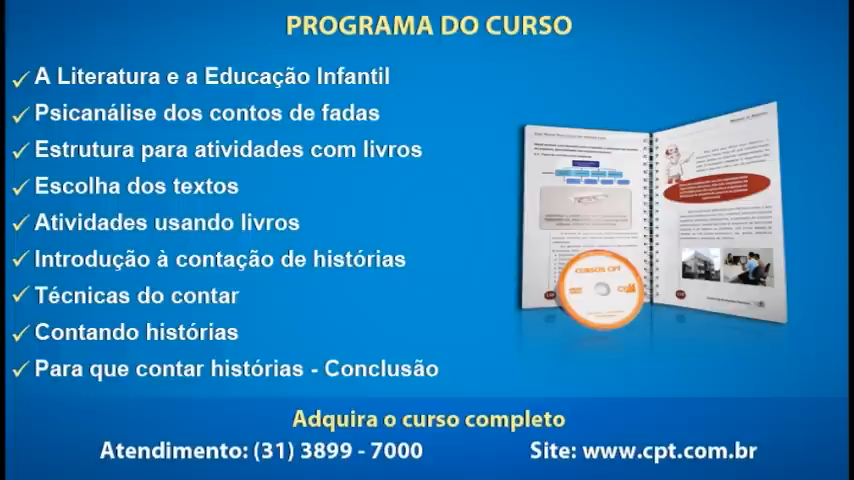 PROGRAMA DO CURSO
A Literatura e a Educação Infantil
Psicanálise dos contos de fadas
Estrutura para atividades com livros
Escolha dos textos
Atividades usando livros
Introdução à contação de histórias
Técnicas do contar
Contando histórias
Para que contar histórias - Conclusão
CURSOS CPT
Adquira o curso completo
Atendimento: (31) 3899 - 7000
Site: www.cpt.com.br